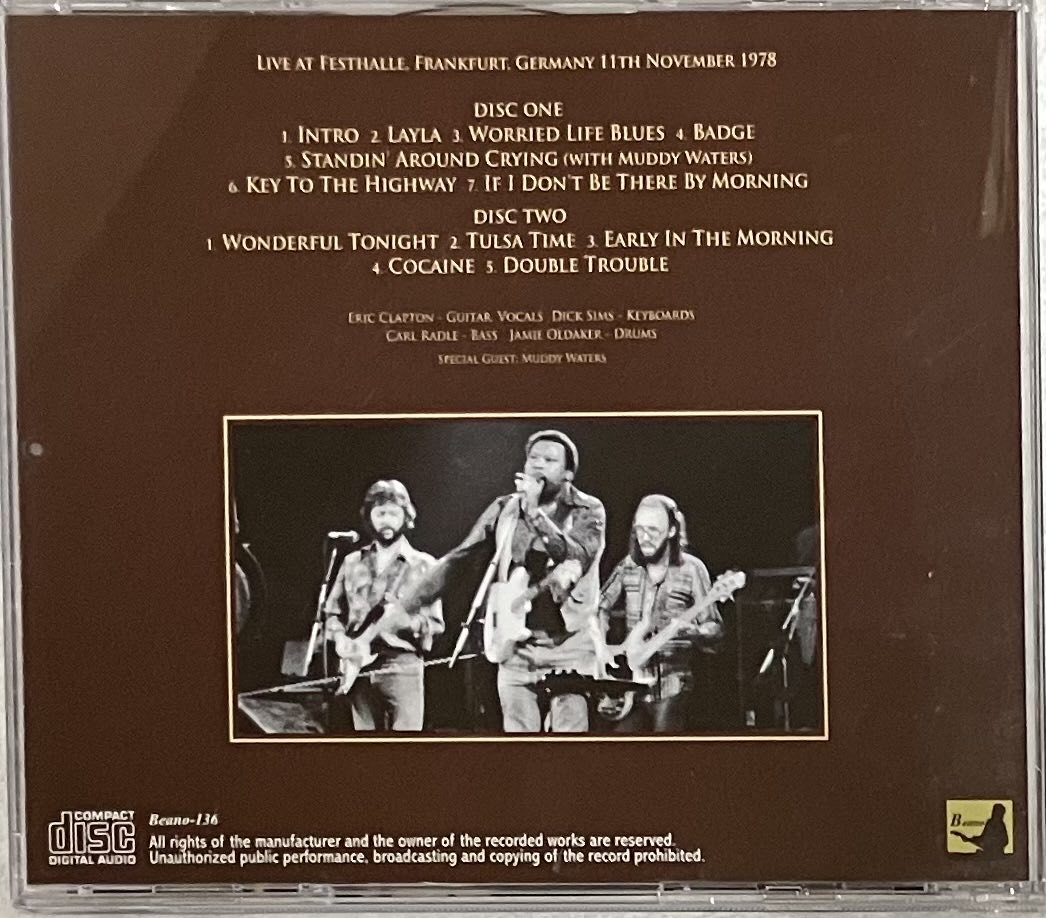 LIVE AT FESTHALLE, FRANKFURT, GERMANY 11TH NOVEMBER 1978
DISC ONE
1. INTRO 2. LAYLA 3. WORRIED LIFE BLUES 4. BADGE
5. STANDIN' AROUND CRYING (WITH MUDDY WATERS)
6. KEY TO THE HIGHWAY 7. IF I DON'T BE THERE BY MORNING
DISC TWO
1. WONDERFUL TONIGHT 2. TULSA TIME 3. EARLY IN THE MORNING
4. COCAINE 5. DOUBLE TROUBLE
ERIC CLAPTON - GUITAR, VOCALS DICK SIMS - KEYBOARDS
CARL RADLE - BASS JAMIE OLDAKER - DRUMS
SPECIAL GUEST: MUDDY WATERS
COMPACT
disc
DIGITAL AUDIO
Beano-136
All rights of the manufacturer and the owner of the recorded works are reserved.
Unauthorized public performance, broadcasting and copying of the record prohibited.
Beano